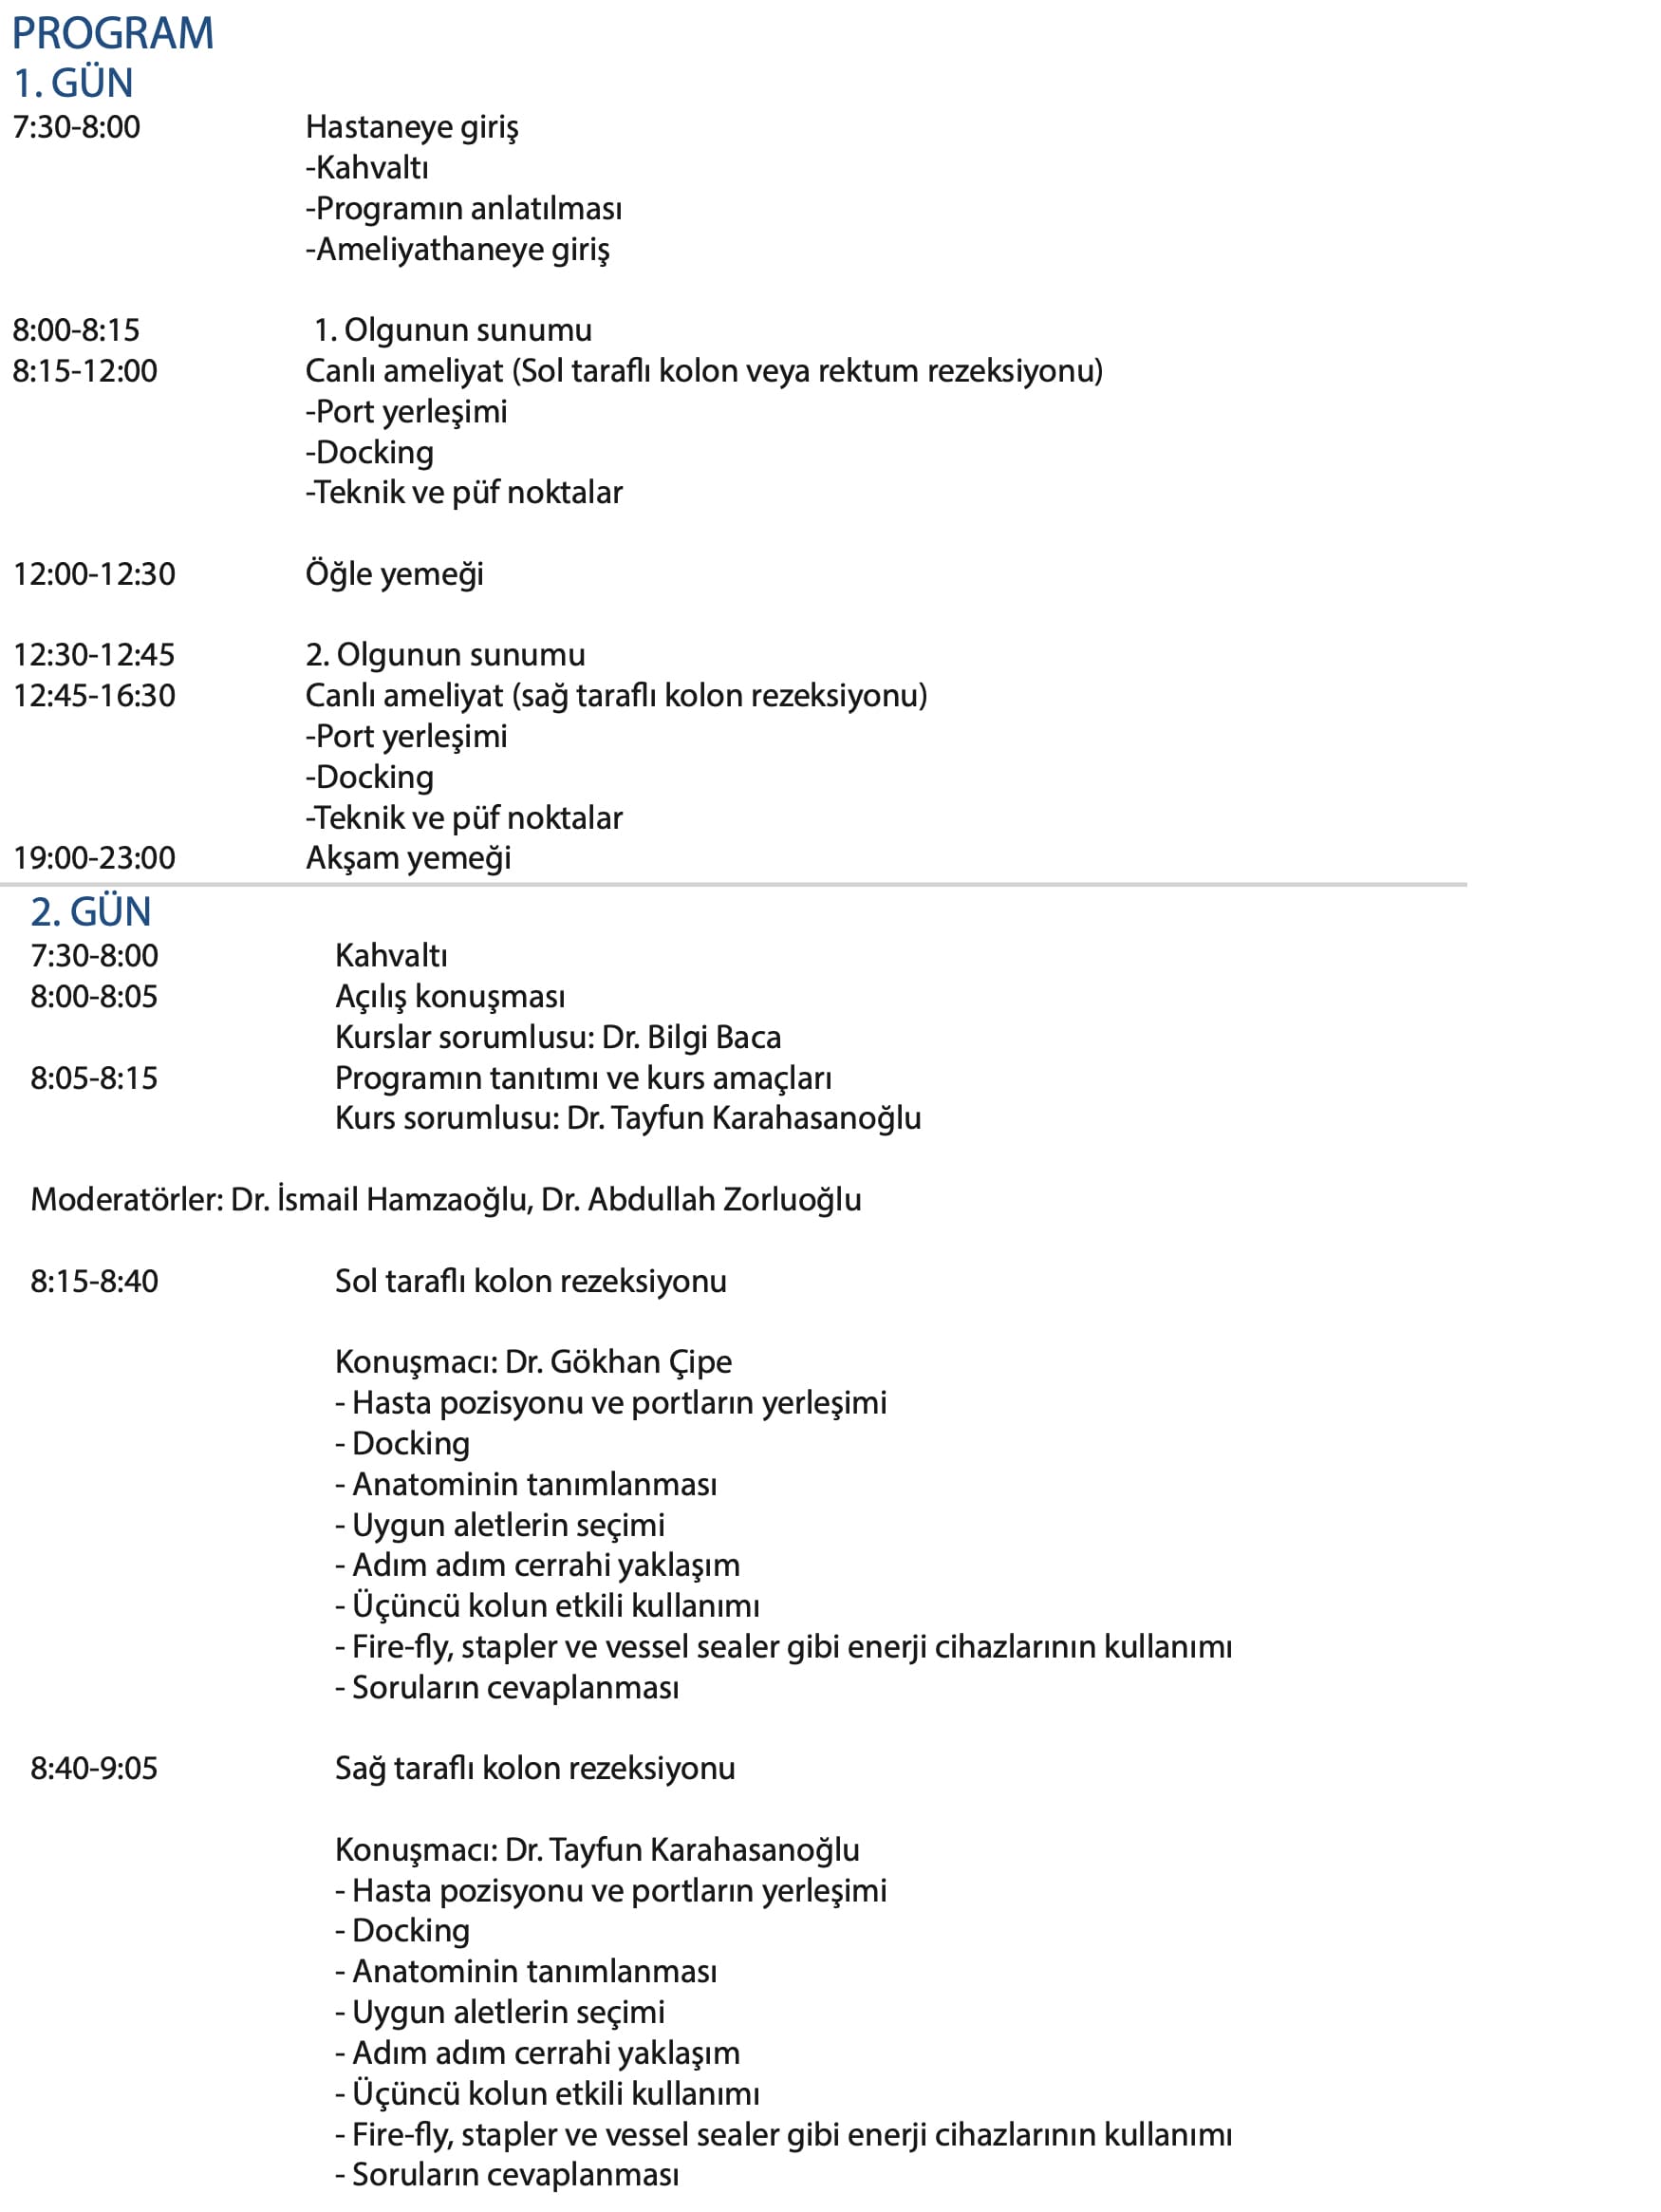 PROGRAM
1. GÜN
7:30-8:00 Hastaneye giriş
-Kahvaltı
-Programın anlatılması
-Ameliyathaneye giriş
8:00-8:15 1. Olgunun sunumu
8:15-12:00 Canlı ameliyat (Sol taraflı kolon veya rektum rezeksiyonu)
-Port yerleşimi
-Docking
-Teknik ve püf noktalar
12:00-12:30 Öğle yemeği
12:30-12:45 2. Olgunun sunumu
12:45-16:30 Canlı ameliyat (sağ taraflı kolon rezeksiyonu)
-Port yerleşimi
-Docking
-Teknik ve püf noktalar
19:00-23:00 Akşam yemeği
2. GÜN
7:30-8:00 Kahvaltı
8:00-8:05 Açılış konuşması
Kurslar sorumlusu: Dr. Bilgi Baca
8:05-8:15 Programın tanıtımı ve kurs amaçları
Kurs sorumlusu: Dr. Tayfun Karahasanoğlu
Moderatörler: Dr. İsmail Hamzaoğlu, Dr. Abdullah Zorluoğlu
8:15-8:40 Sol taraflı kolon rezeksiyonu
Konuşmacı: Dr. Gökhan Çipe
- Hasta pozisyonu ve portların yerleşimi
- Docking
- Anatominin tanımlanması
- Uygun aletlerin seçimi
- Adım adım cerrahi yaklaşım
- Üçüncü kolun etkili kullanımı
- Fire-fly, stapler ve vessel sealer gibi enerji cihazlarının kullanımı
- Soruların cevaplanması
8:40-9:05 Sağ taraflı kolon rezeksiyonu
Konuşmacı: Dr. Tayfun Karahasanoğlu
- Hasta pozisyonu ve portların yerleşimi
- Docking
- Anatominin tanımlanması
- Uygun aletlerin seçimi
- Adım adım cerrahi yaklaşım
- Üçüncü kolun etkili kullanımı
- Fire-fly, stapler ve vessel sealer gibi enerji cihazlarının kullanımı
- Soruların cevaplanması